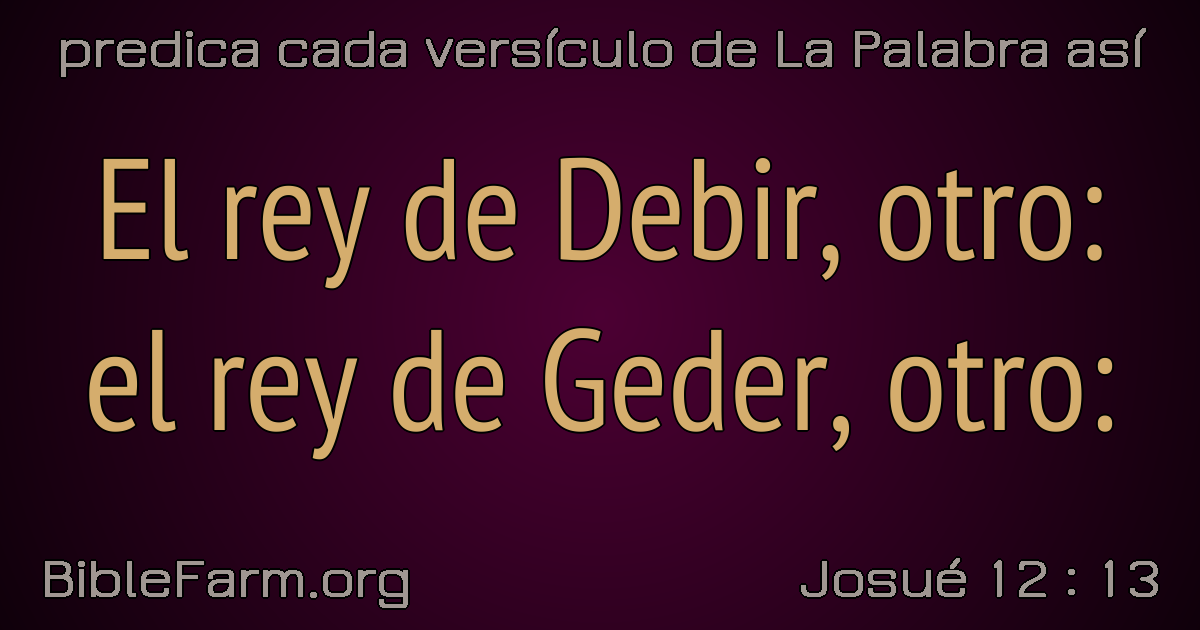 predica cada versículo de La Palabra así
El rey de Debir, otro:
el rey de Geder, otro:
BibleFarm.org
Josué 12 : 13